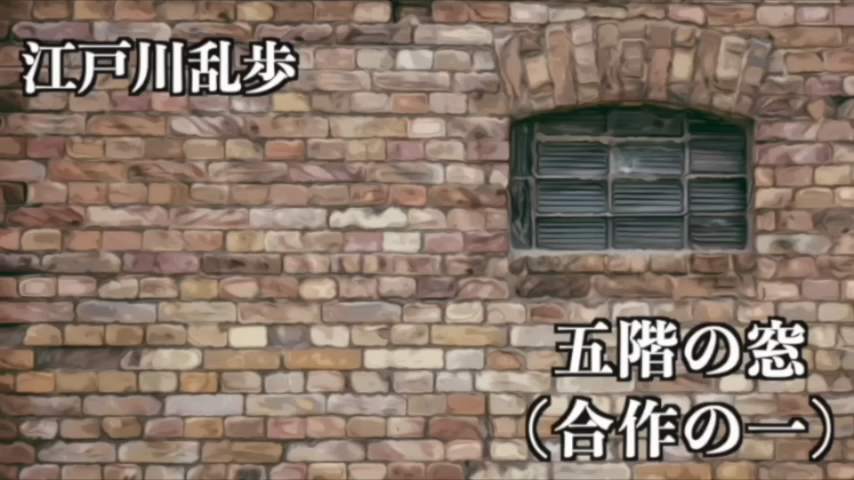 江戸川乱歩
五階の窓
（合作の一）